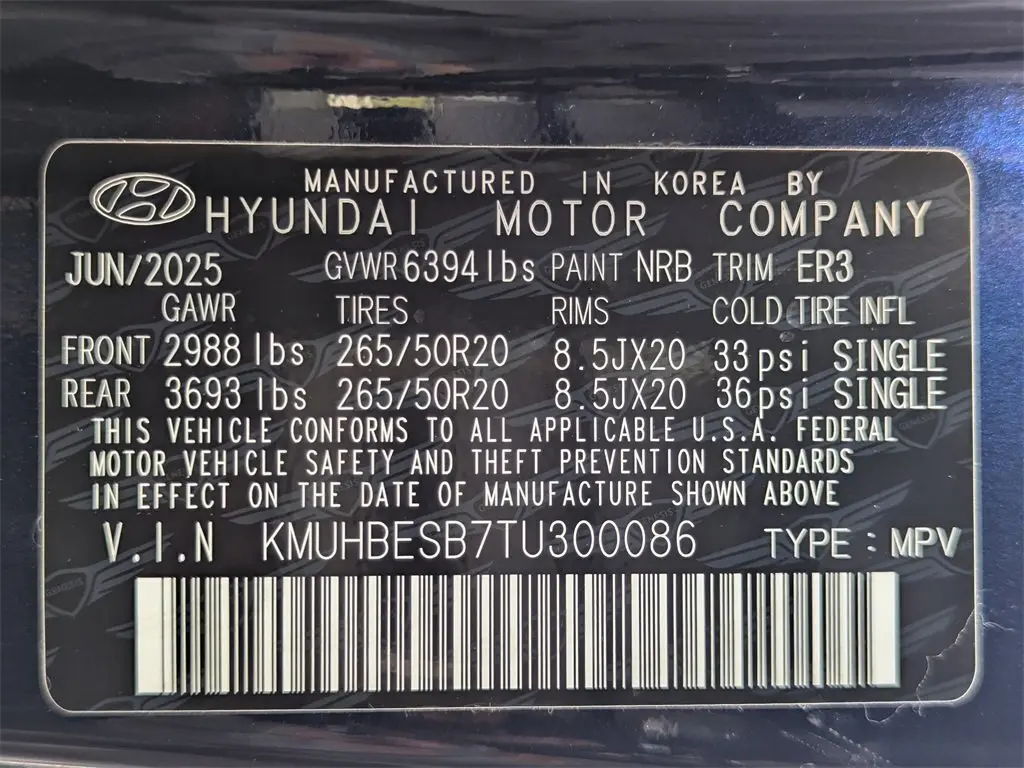 MANUFACTURED IN KOREA BY
HYUNDAI MOTOR COMPANY
JUN/2025 GVWR 6394lbs PAINT NRB TRIM ER3
GAWR TIRES RIMS COLD TIRE INFL
FRONT 2988 lbs 265/50R20 8.5JX20 33psi SINGLE
REAR 3693 lbs 265/50R20 8.5JX20 36psi SINGLE
THIS VEHICLE CONFORMS TO ALL APPLICABLE U.S.A. FEDERAL
MOTOR VEHICLE SAFETY AND THEFT PREVENTION STANDARDS
IN EFFECT ON THE DATE OF MANUFACTURE SHOWN ABOVE
V.I.N KMUHBESB7TU300086 TYPE : MPV